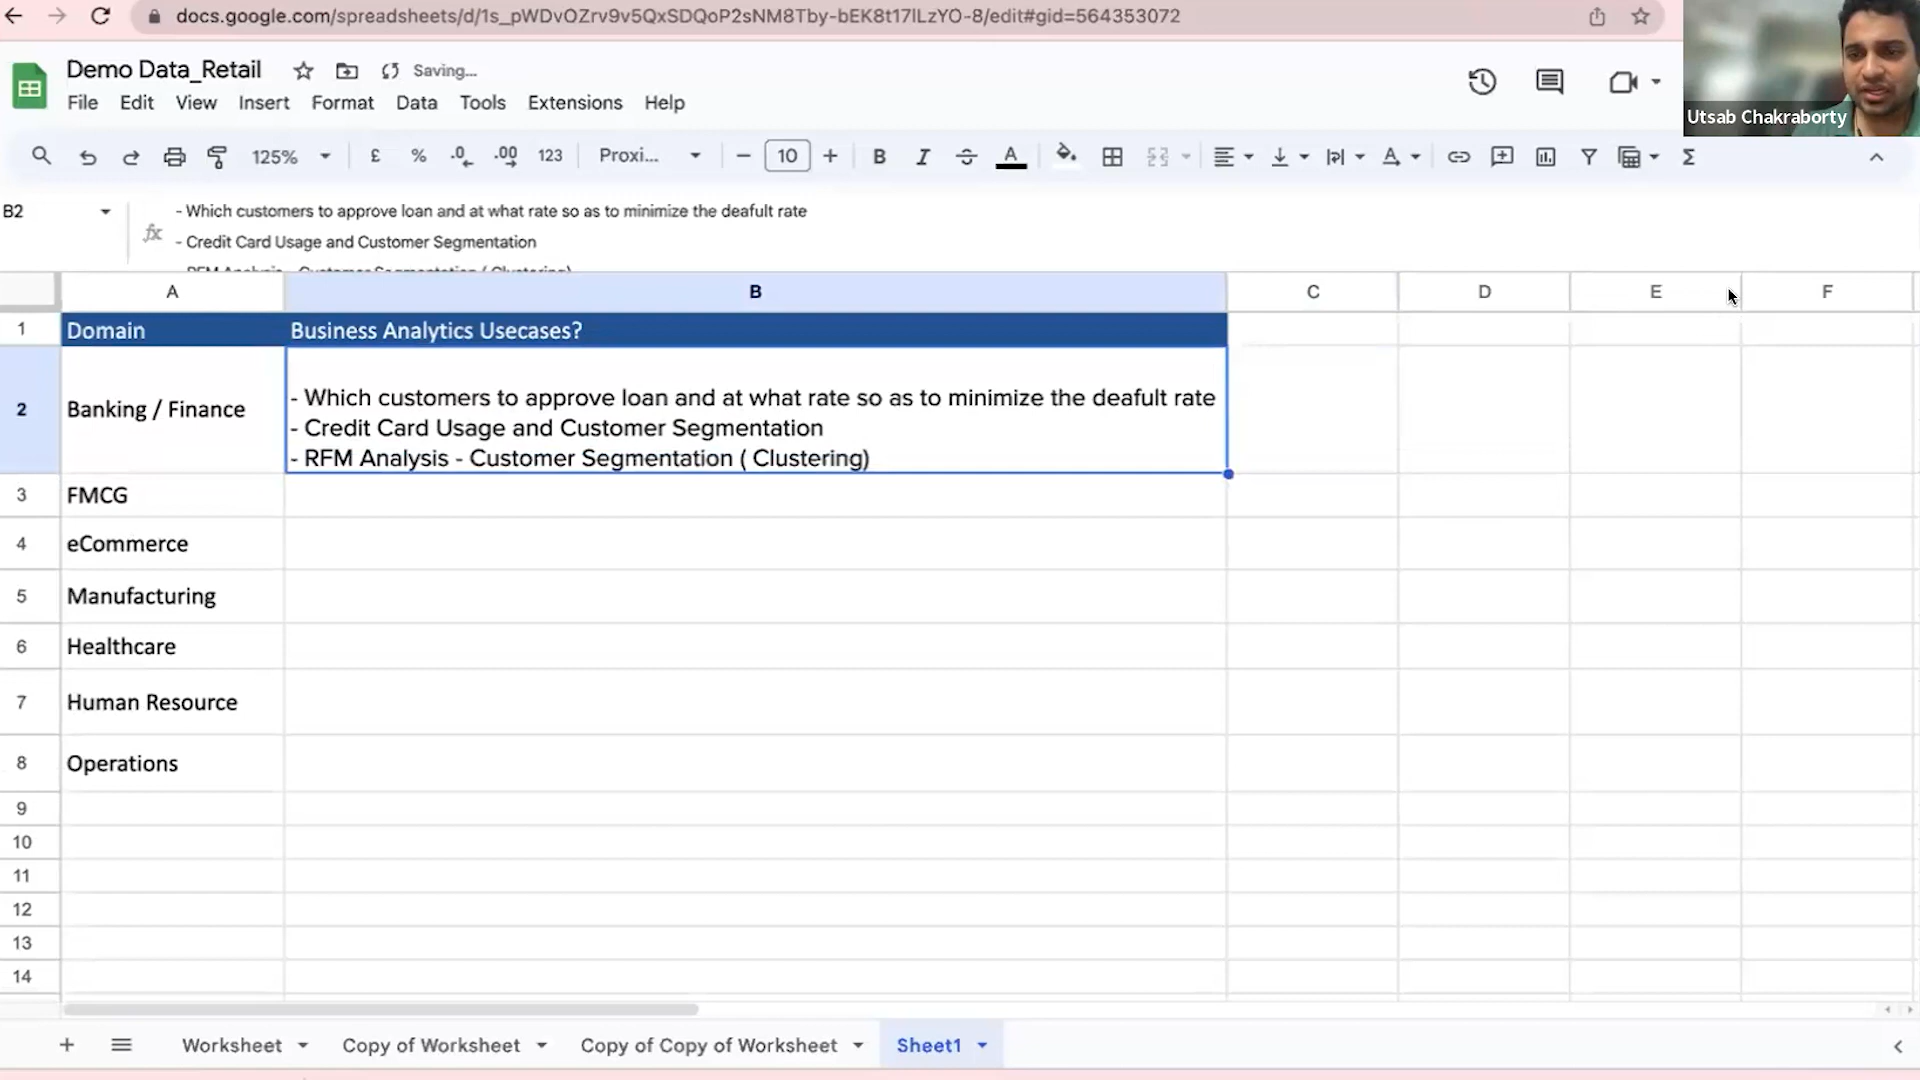 docs.google.com/spreadsheets/d/1s_pWDvOZrv9v5QxSDQoP2sNM8Tby-bEK8t17lLzYO-8/edit#gid=564353072
Demo Data_Retail Saving...
File Edit View Insert Format Data Tools Extensions Help
Utsab Chakraborty
125% £ % .0 .00 123 Proxi... 10 B I A Σ
B2
fx
- Which customers to approve loan and at what rate so as to minimize the deafult rate
- Credit Card Usage and Customer Segmentation
- RFM Analysis - Customer Segmentation ( Clustering)
A B C D E F
1 Domain Business Analytics Usecases?
2 Banking / Finance
- Which customers to approve loan and at what rate so as to minimize the deafult rate
- Credit Card Usage and Customer Segmentation
- RFM Analysis - Customer Segmentation ( Clustering)
3 FMCG
4 eCommerce
5 Manufacturing
6 Healthcare
7 Human Resource
8 Operations
9
10
11
12
13
14
Worksheet Copy of Worksheet Copy of Copy of Worksheet Sheet1